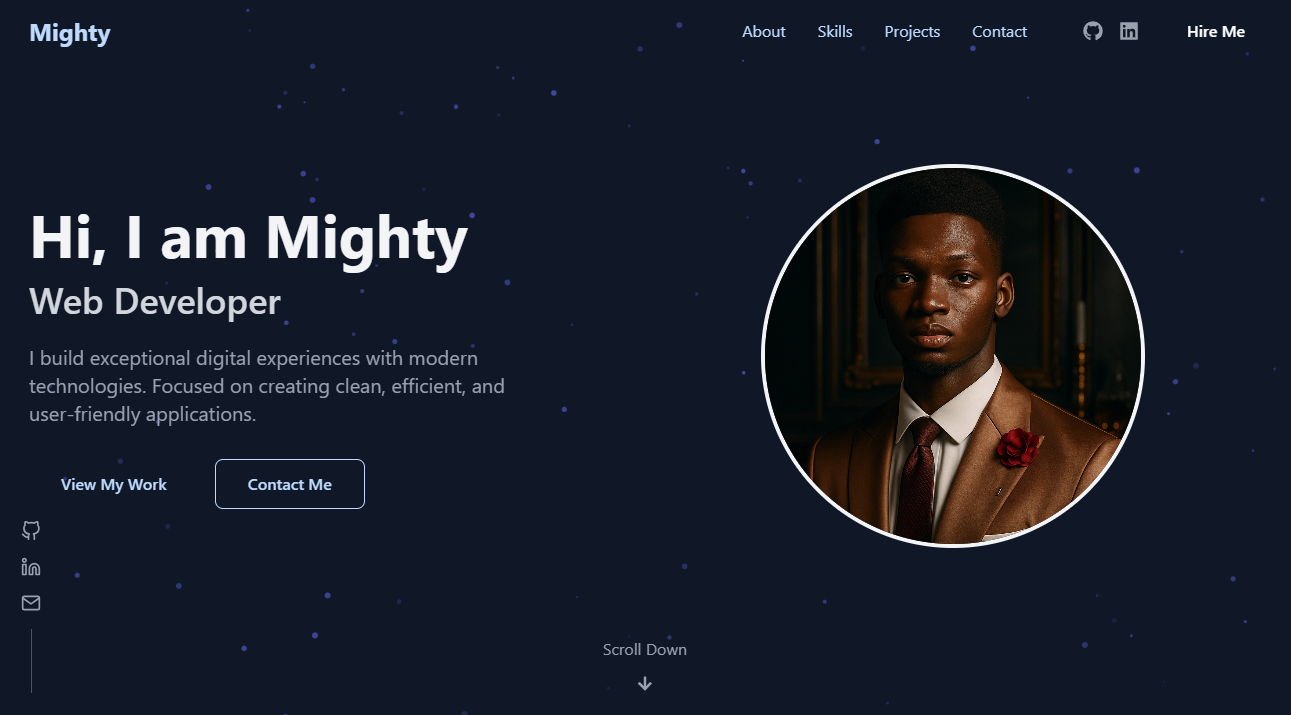 Mighty
About Skills Projects Contact Hire Me
Hi, I am Mighty
Web Developer
I build exceptional digital experiences with modern
technologies. Focused on creating clean, efficient, and
user-friendly applications.
View My Work Contact Me
Scroll Down